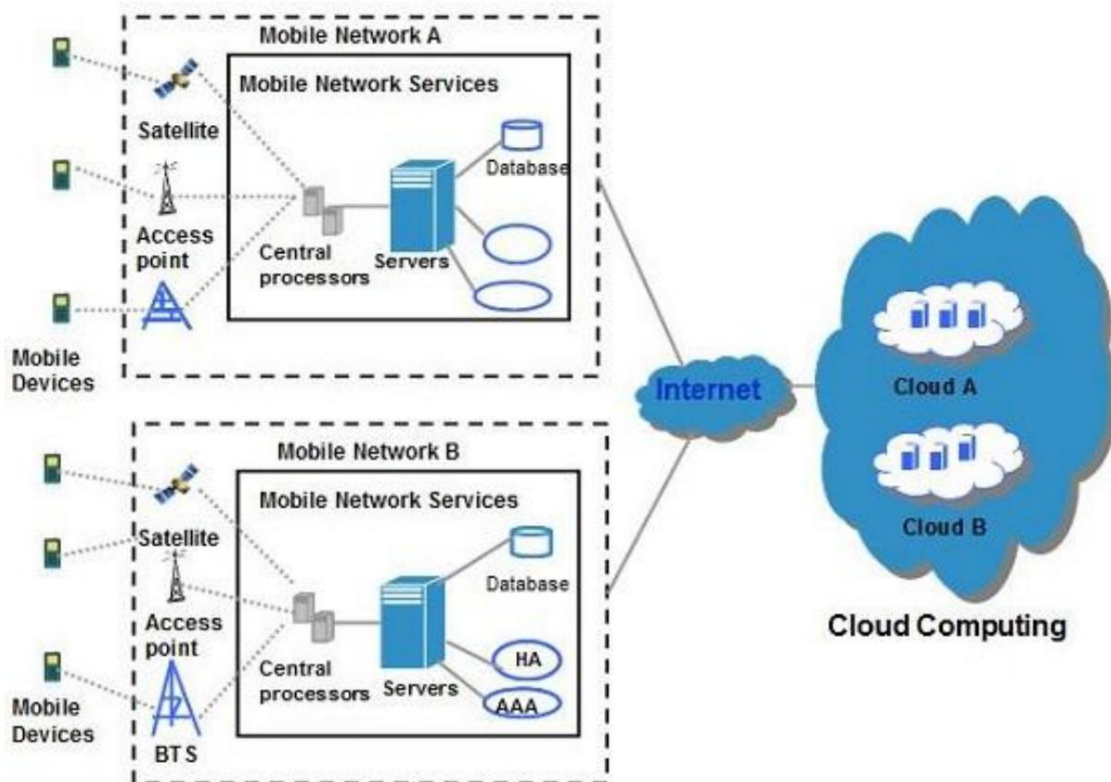 Mobile Network A
Mobile Network Services
Satellite
Database
Access
point
Central
processors
Servers
Mobile
Devices
Internet
Cloud A
Cloud B
Cloud Computing
Mobile Network B
Mobile Network Services
Satellite
Database
Access
point
Central
processors
Servers
HA
AAA
Mobile
Devices
BTS